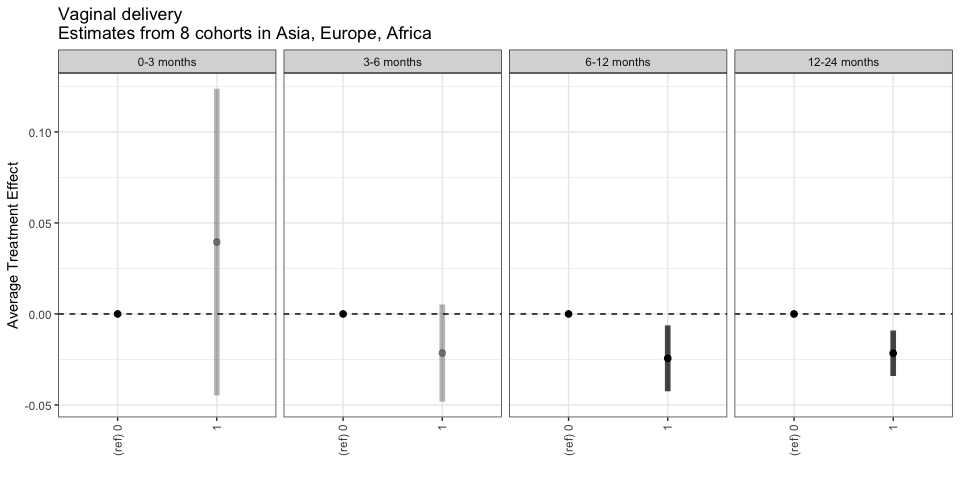 Vaginal delivery
Estimates from 8 cohorts in Asia, Europe, Africa
0-3 months
3-6 months
6-12 months
12-24 months
Average Treatment Effect
0.10
0.05
0.00
-0.05
(ref) 0
1
(ref) 0
1
(ref) 0
1
(ref) 0
1